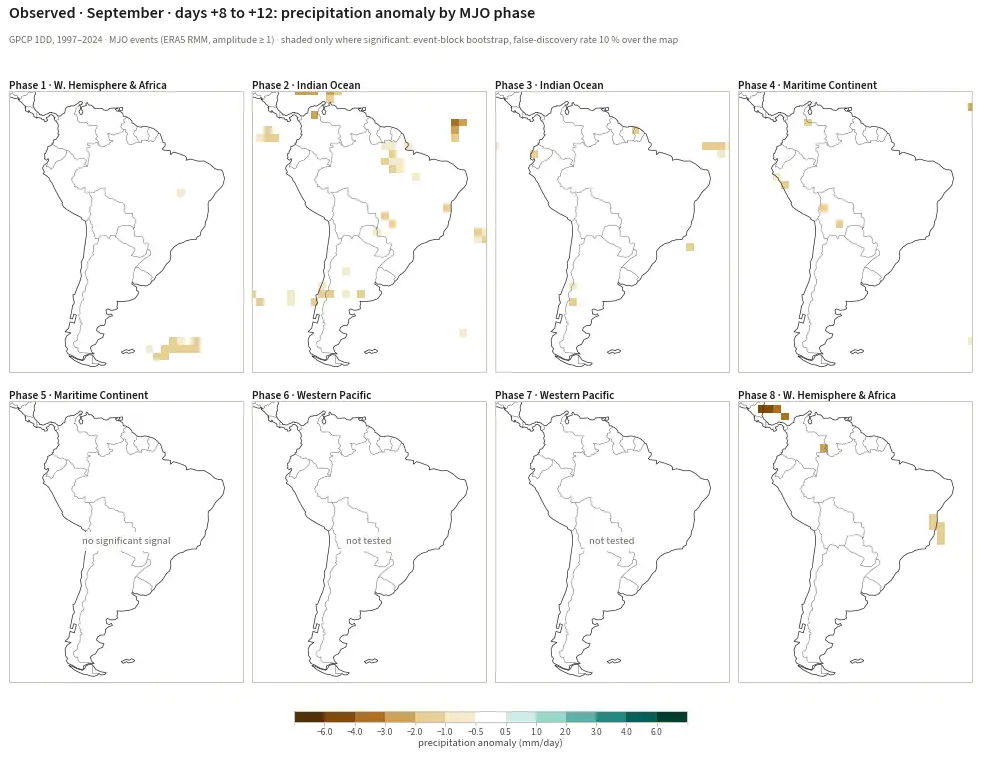 Observed · September · days +8 to +12: precipitation anomaly by MJO phase
GPCP 1DD, 1997–2024 · MJO events (ERA5 RMM, amplitude ≥ 1) · shaded only where significant: event-block bootstrap, false-discovery rate 10 % over the map
Phase 1 · W. Hemisphere & Africa
Phase 2 · Indian Ocean
Phase 3 · Indian Ocean
Phase 4 · Maritime Continent
Phase 5 · Maritime Continent
Phase 6 · Western Pacific
Phase 7 · Western Pacific
Phase 8 · W. Hemisphere & Africa
no significant signal
not tested
not tested
−6.0 −4.0 −3.0 −2.0 −1.0 −0.5 0.5 1.0 2.0 3.0 4.0 6.0
precipitation anomaly (mm/day)